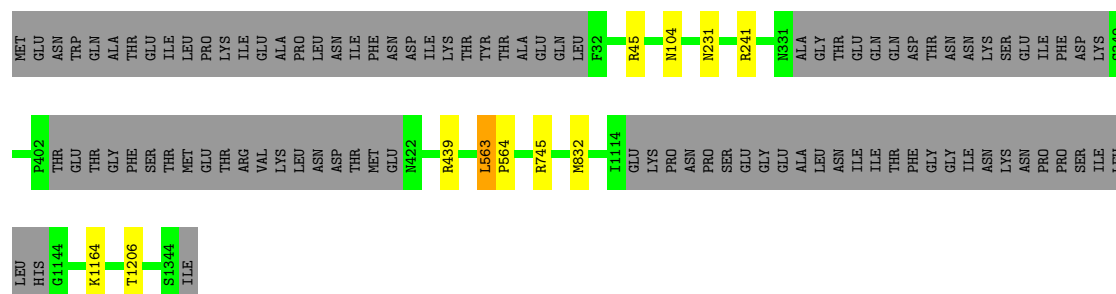 MET GLU ASN TRP GLN ALA THR GLU ILE LEU PRO LYS ILE GLU ALA PRO LEU ASN ILE PHE ASN ASP ILE LYS THR TYR THR ALA GLU GLN LEU F32 R45 N104 N231 R241 N331 ALA GLY THR GLU GLN GLN ASP THR ASN ASN LYS SER GLU ILE PHE ASP LYS
P402 THR GLU THR GLY PHE SER THR MET GLU THR ARG VAL LYS LEU ASN ASP THR MET GLU N422 R439 L563 P564 R745 M832 I1114 GLU LYS PRO ASN PRO SER GLU GLY GLU ALA LEU ASN ILE ILE THR PHE GLY GLY ILE ASN LYS ASN PRO PRO SER ILE
LEU HIS G1144 K1164 T1206 S1344 ILE